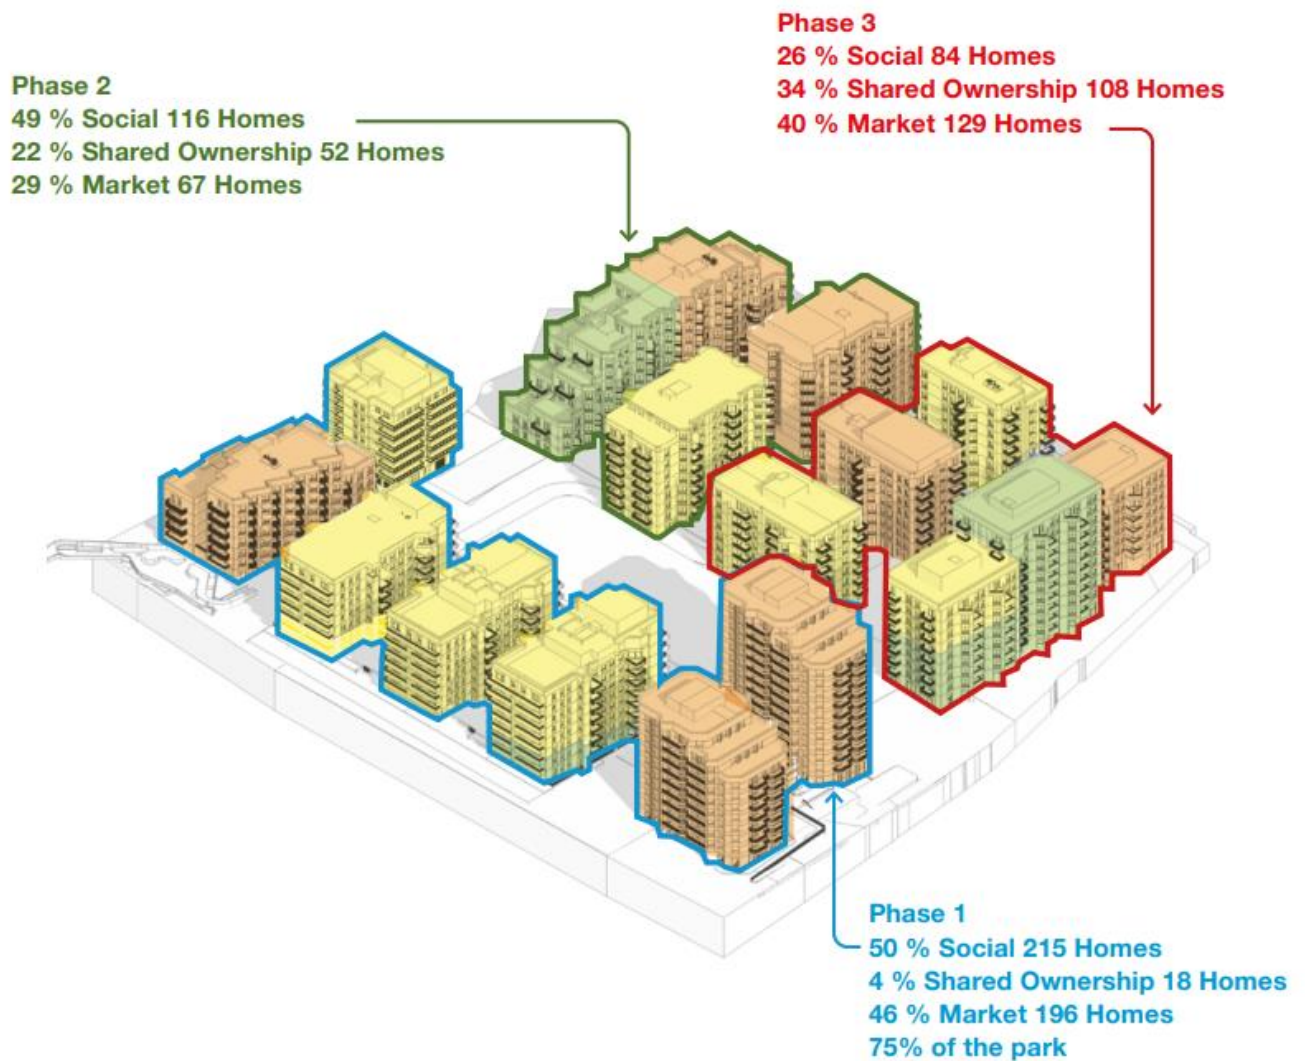 Phase 3
26 % Social 84 Homes
34 % Shared Ownership 108 Homes
40 % Market 129 Homes
Phase 2
49 % Social 116 Homes
22 % Shared Ownership 52 Homes
29 % Market 67 Homes
Phase 1
50 % Social 215 Homes
4 % Shared Ownership 18 Homes
46 % Market 196 Homes
75% of the park